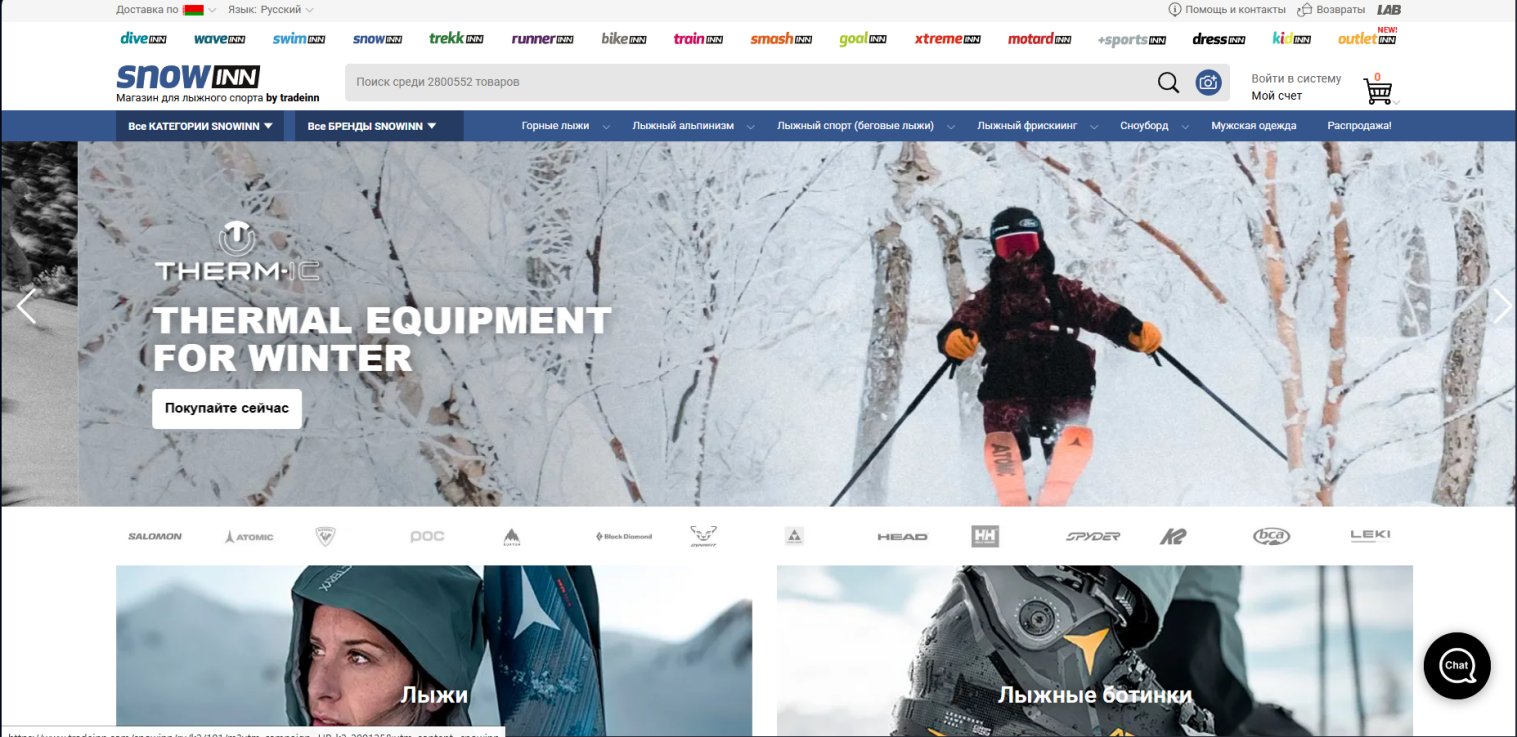 Доставка по
Язык: Русский
Помощь и контакты
Возвраты
LAB
diveINN
waveINN
swimINN
snowINN
trekkINN
runnerINN
bikeINN
trainINN
smashINN
goalINN
xtremeINN
motardINN
+sportsINN
dressINN
kidINN
outletINN
NEW!
snowINN
Магазин для лыжного спорта by tradeinn
Поиск среди 2800552 товаров
Войти в систему
Мой счет
0
Все КАТЕГОРИИ SNOWINN
Все БРЕНДЫ SNOWINN
Горные лыжи
Лыжный альпинизм
Лыжный спорт (беговые лыжи)
Лыжный фрискиинг
Сноуборд
Мужская одежда
Распродажа!
THERM-IC
THERMAL EQUIPMENT
FOR WINTER
Покупайте сейчас
ATOMIC
SALOMON
ATOMIC
POC
BURTON
Black Diamond
DYNAFIT
HEAD
HH
SPYDER
K2
bca
LEKI
Лыжи
Лыжные ботинки
Chat